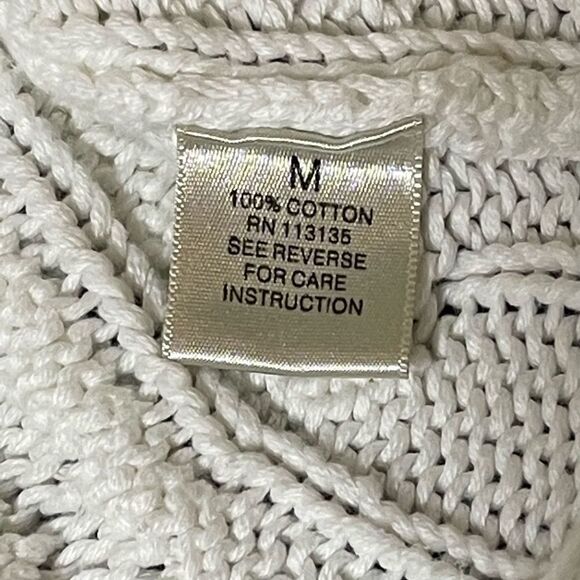 M
100% COTTON
RN 113135
SEE REVERSE
FOR CARE
INSTRUCTION